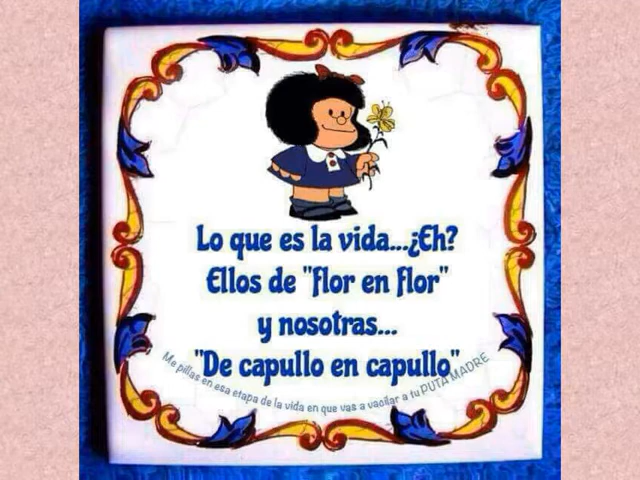 Lo que es la vida...¿Eh?
Ellos de "flor en flor"
y nosotras...
"De capullo en capullo"
Me pillas en esa etapa de la vida en que vas a vacilar a tu PUTA MADRE